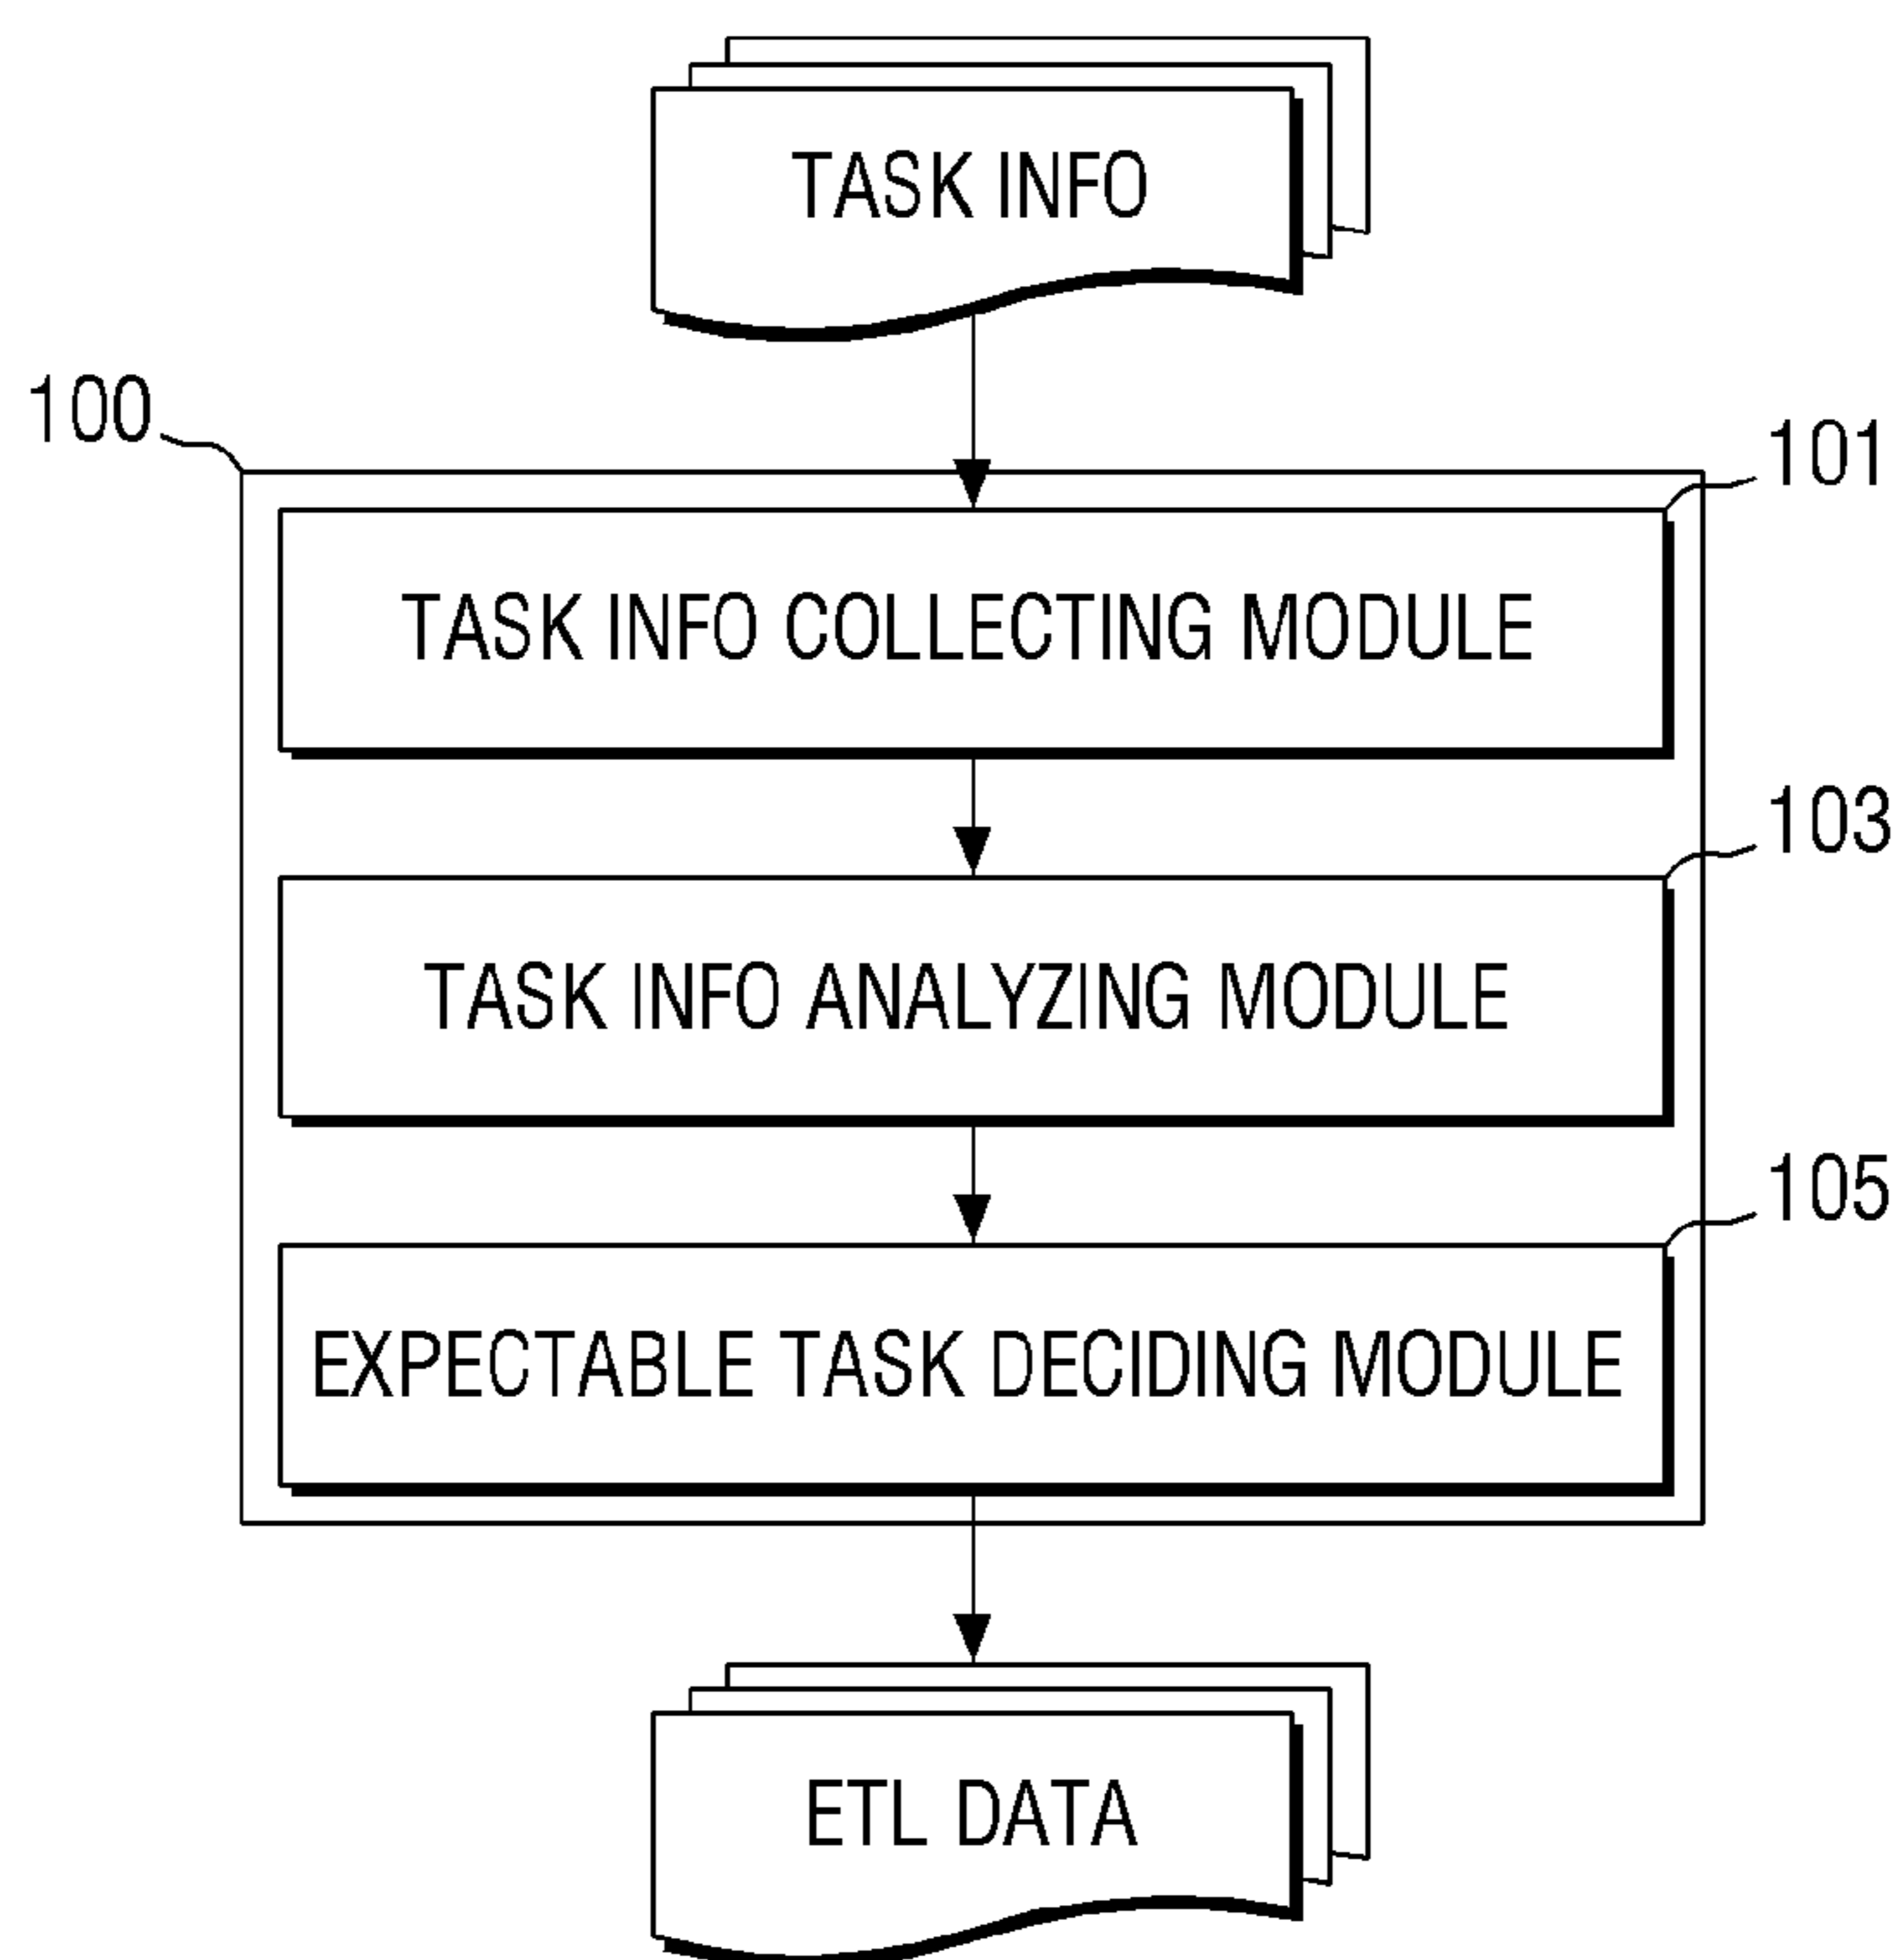 TASK INFO
100
101
TASK INFO COLLECTING MODULE
103
TASK INFO ANALYZING MODULE
105
EXPECTABLE TASK DECIDING MODULE
ETL DATA